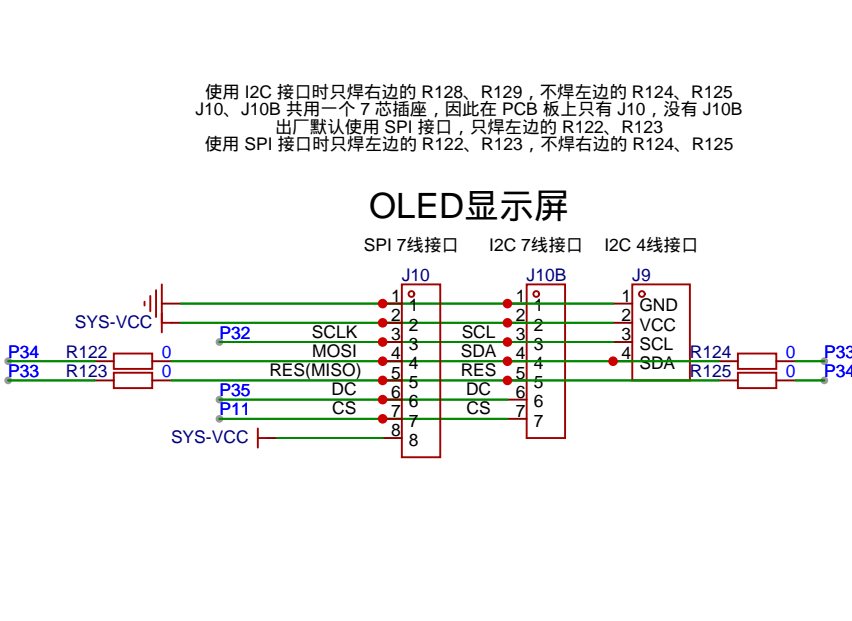 使用 I2C 接口时只焊右边的 R128、R129，不焊左边的 R124、R125
J10、J10B 共用一个 7 芯插座，因此在 PCB 板上只有 J10，没有 J10B
出厂默认使用 SPI 接口，只焊左边的 R122、R123
使用 SPI 接口时只焊左边的 R122、R123，不焊右边的 R124、R125
OLED显示屏
SPI 7线接口 I2C 7线接口 I2C 4线接口
J10 J10B J9
1 1 1 1 1 GND
SYS-VCC 2 2 2 2 2 VCC
P32 SCLK 3 3 SCL 3 3 3 SCL
P34 R122 0 MOSI 4 4 SDA 4 4 4 SDA R124 0 P33
P33 R123 0 RES(MISO) 5 5 RES 5 5 R125 0 P34
P35 DC 6 6 DC 6 6
P11 CS 7 7 CS 7 7
SYS-VCC 8 8